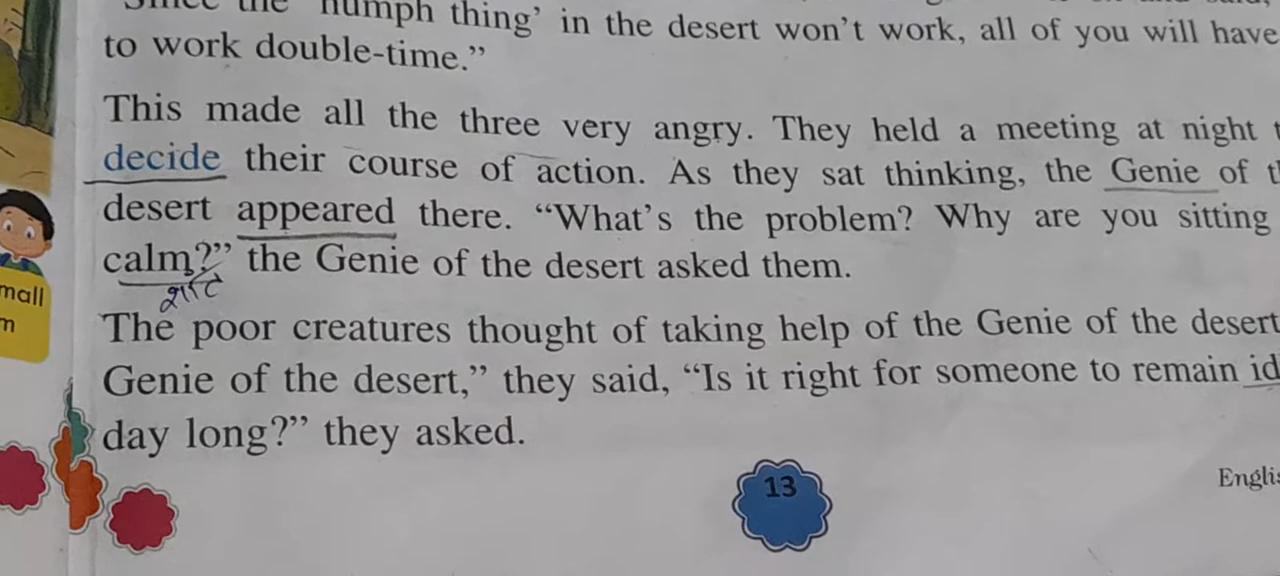 the 'humph thing' in the desert won't work, all of you will have
to work double-time."
This made all the three very angry. They held a meeting at night
decide their course of action. As they sat thinking, the Genie of
desert appeared there. "What's the problem? Why are you sitting
calm?" the Genie of the desert asked them.
The poor creatures thought of taking help of the Genie of the desert
Genie of the desert," they said, "Is it right for someone to remain
day long?" they asked.
13